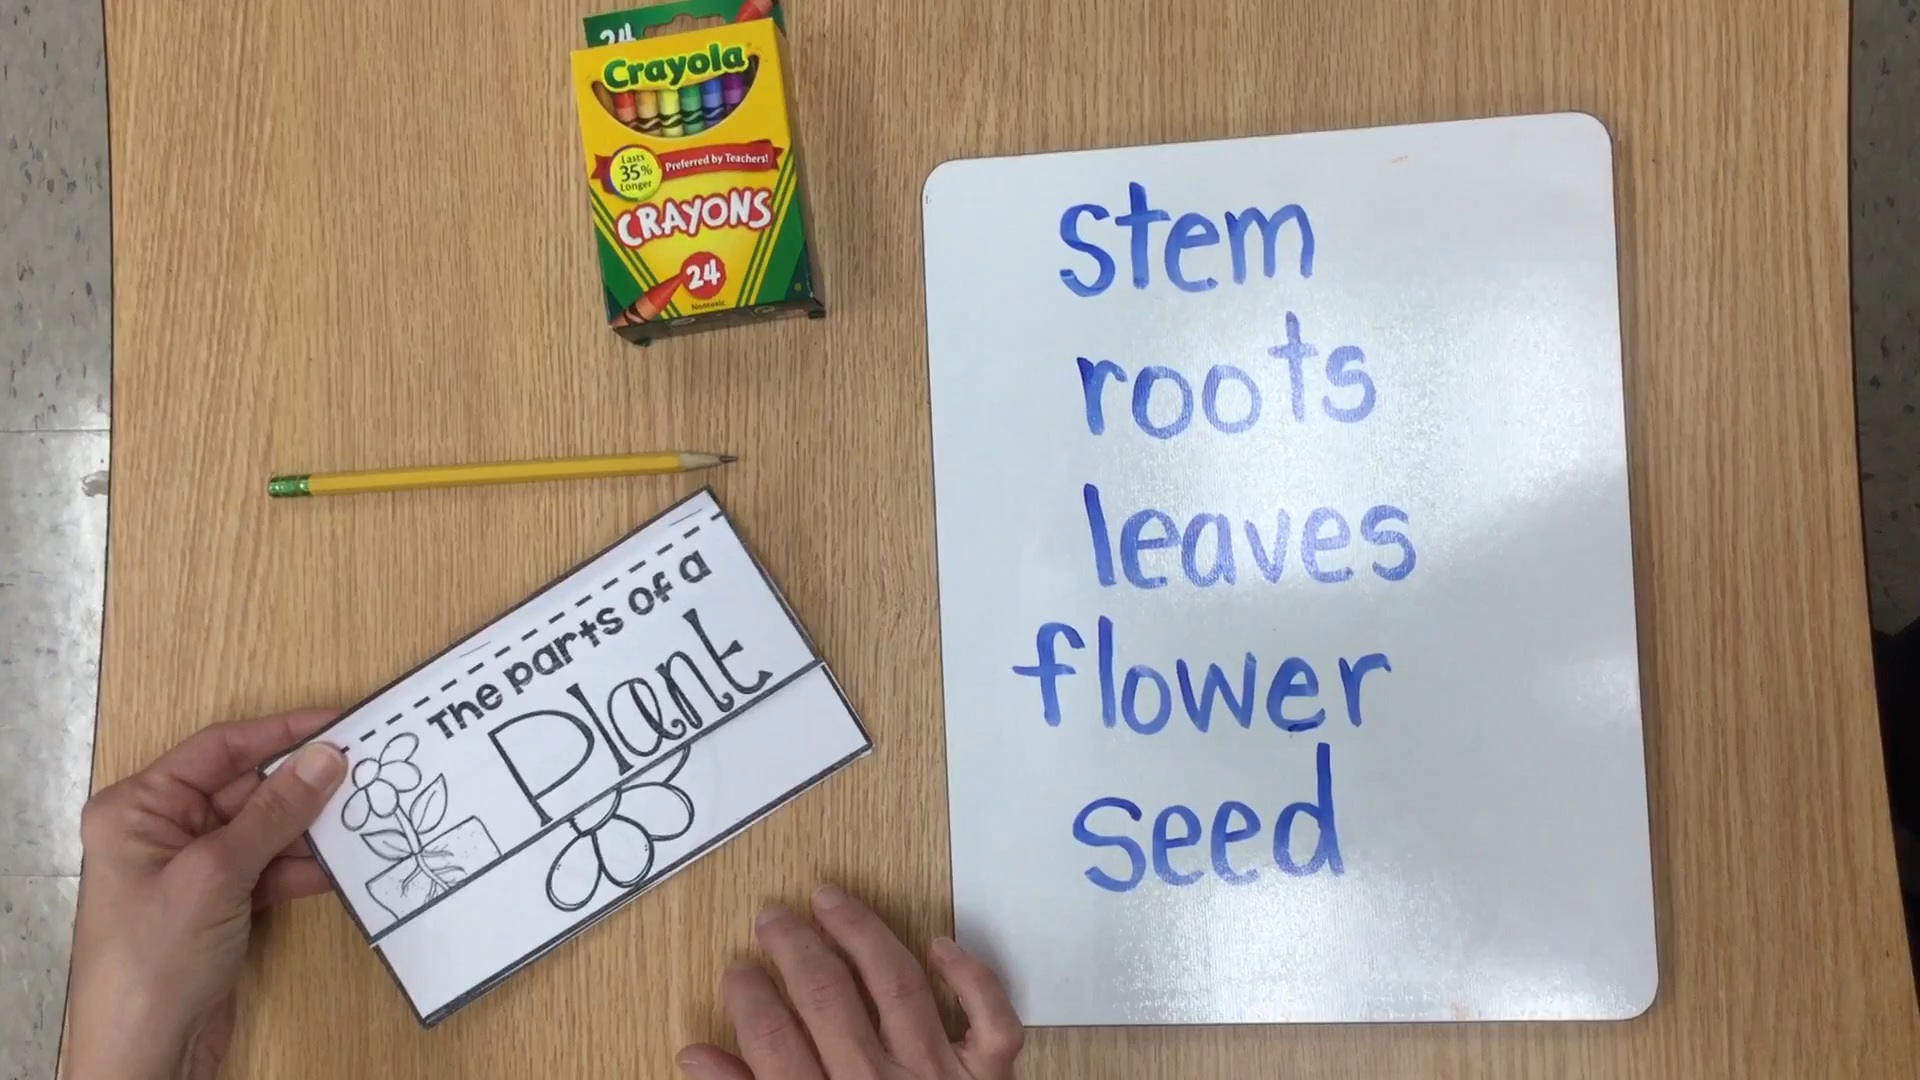 24
Crayola
Lasts
35%
Longer
Preferred by Teachers!
CRAYONS
24
Nontoxic
The parts of a
Plant
stem
roots
leaves
flower
seed